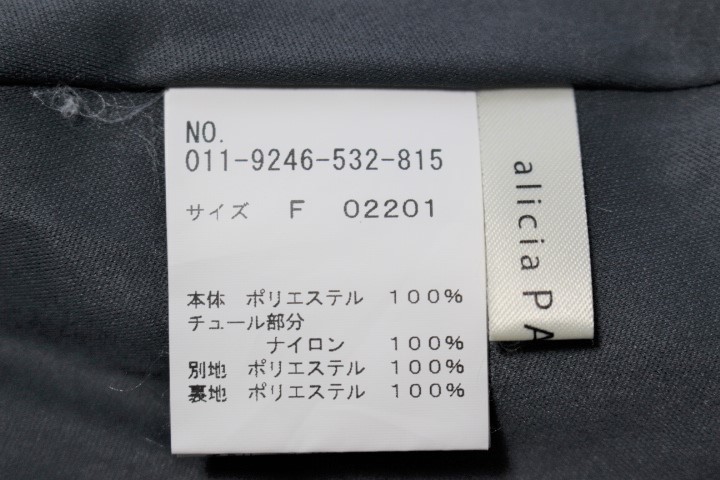 NO.
011-9246-532-815
サイズ F 02201
本体 ポリエステル 100%
チュール部分
ナイロン 100%
別地 ポリエステル 100%
裏地 ポリエステル 100%
alicia PA